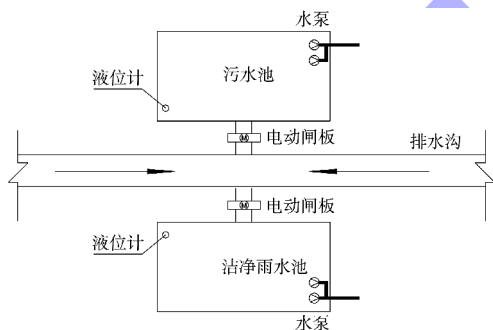 水泵
污水池
液位计
电动闸板
排水沟
电动闸板
液位计
洁净雨水池
水泵